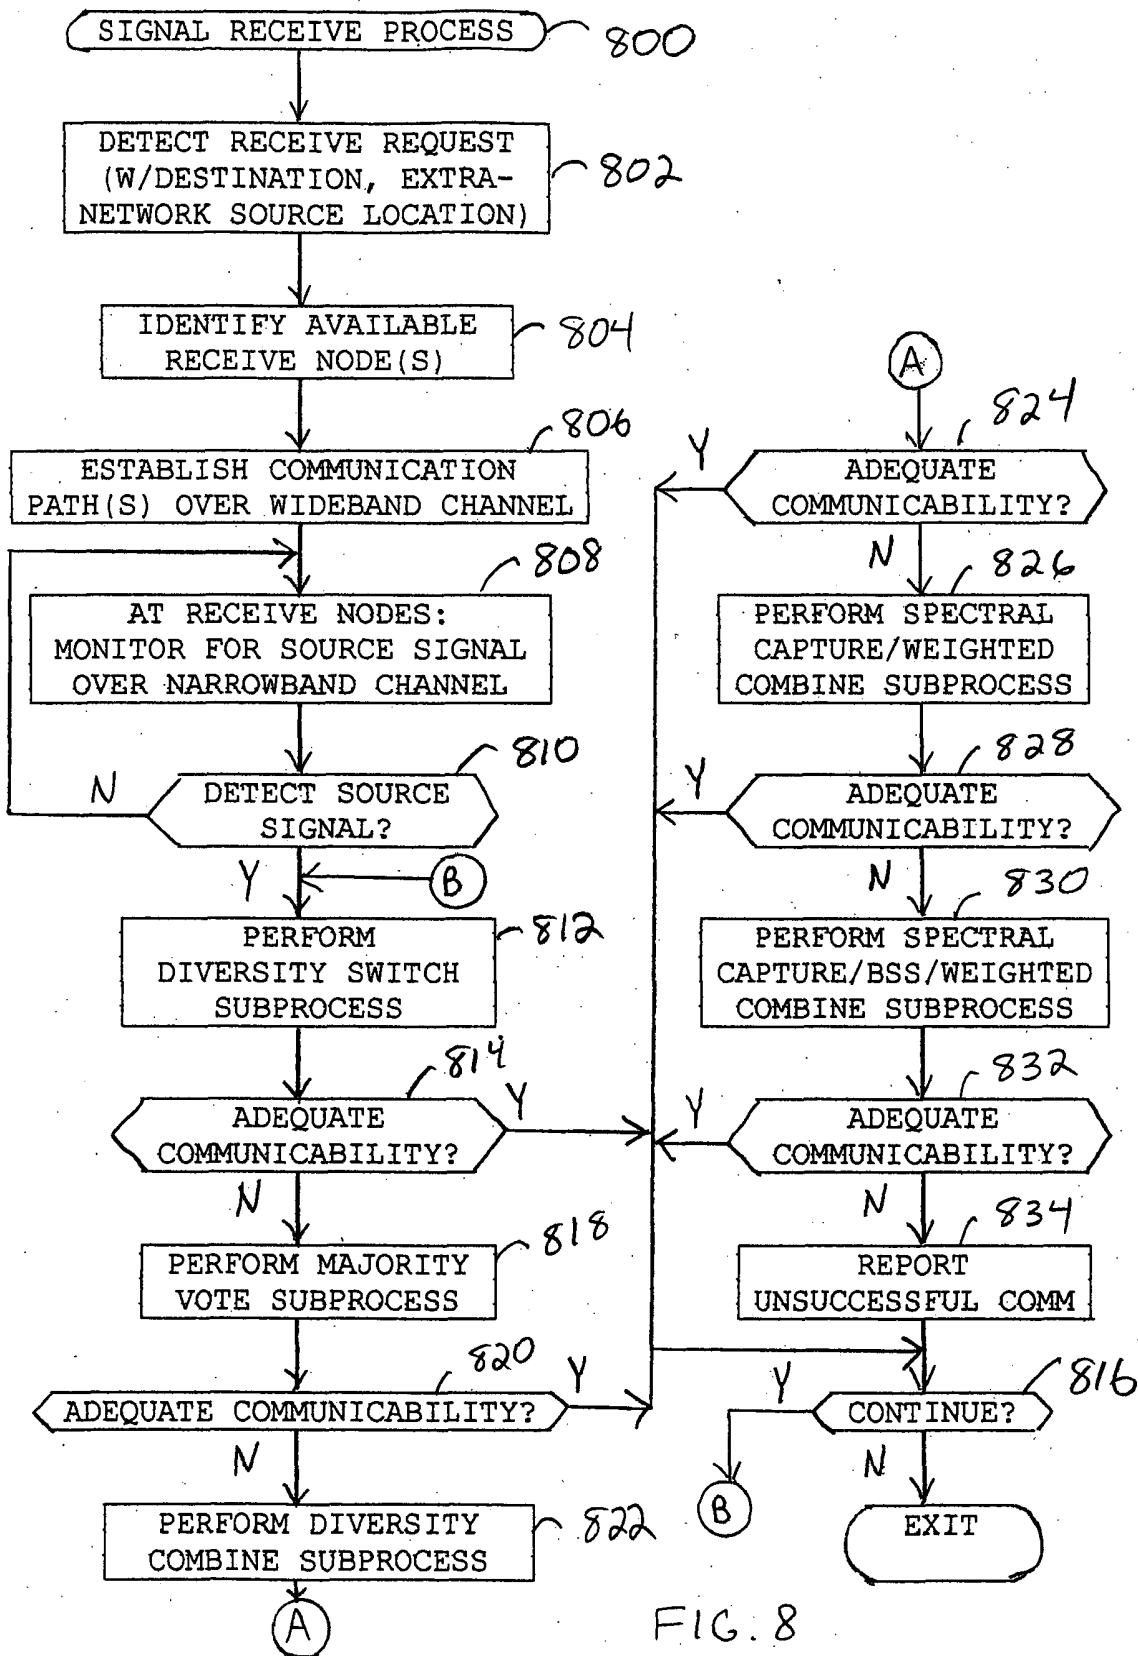 SIGNAL RECEIVE PROCESS
800
DETECT RECEIVE REQUEST
(W/DESTINATION, EXTRA-
NETWORK SOURCE LOCATION)
802
IDENTIFY AVAILABLE
RECEIVE NODE(S)
804
806
ESTABLISH COMMUNICATION
PATH(S) OVER WIDEBAND CHANNEL
808
AT RECEIVE NODES:
MONITOR FOR SOURCE SIGNAL
OVER NARROWBAND CHANNEL
810
N
DETECT SOURCE
SIGNAL?
Y
B
PERFORM
DIVERSITY SWITCH
SUBPROCESS
812
814
ADEQUATE
COMMUNICABILITY?
Y
N
PERFORM MAJORITY
VOTE SUBPROCESS
818
820
ADEQUATE COMMUNICABILITY?
Y
N
PERFORM DIVERSITY
COMBINE SUBPROCESS
822
A
A
824
Y
ADEQUATE
COMMUNICABILITY?
N
826
PERFORM SPECTRAL
CAPTURE/WEIGHTED
COMBINE SUBPROCESS
828
Y
ADEQUATE
COMMUNICABILITY?
N
830
PERFORM SPECTRAL
CAPTURE/BSS/WEIGHTED
COMBINE SUBPROCESS
832
Y
ADEQUATE
COMMUNICABILITY?
N
834
REPORT
UNSUCCESSFUL COMM
816
Y
CONTINUE?
N
B
EXIT
FIG. 8